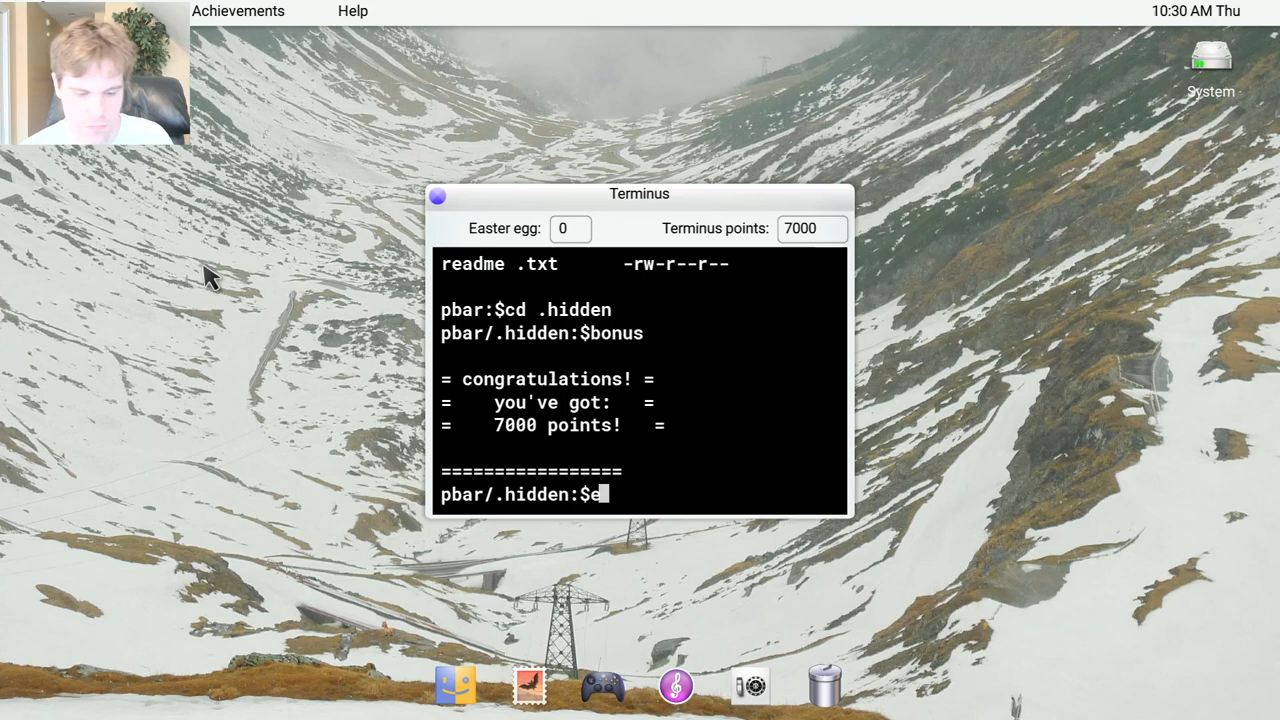 Achievements Help 10:30 AM Thu
System
Terminus
Easter egg: 0 Terminus points: 7000
readme .txt -rw-r--r--
pbar:$cd .hidden
pbar/.hidden:$bonus
= congratulations! =
= you've got: =
= 7000 points! =
=================
pbar/.hidden:$e